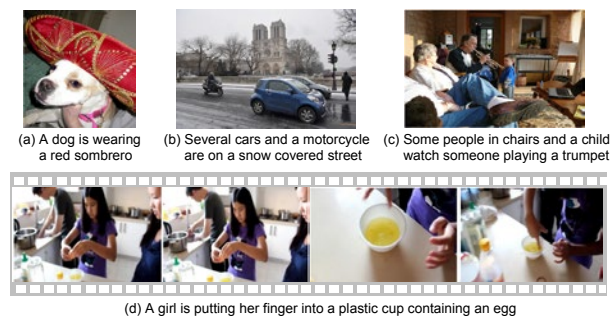 (a) A dog is wearing
a red sombrero
(b) Several cars and a motorcycle
are on a snow covered street
(c) Some people in chairs and a child
watch someone playing a trumpet
(d) A girl is putting her finger into a plastic cup containing an egg